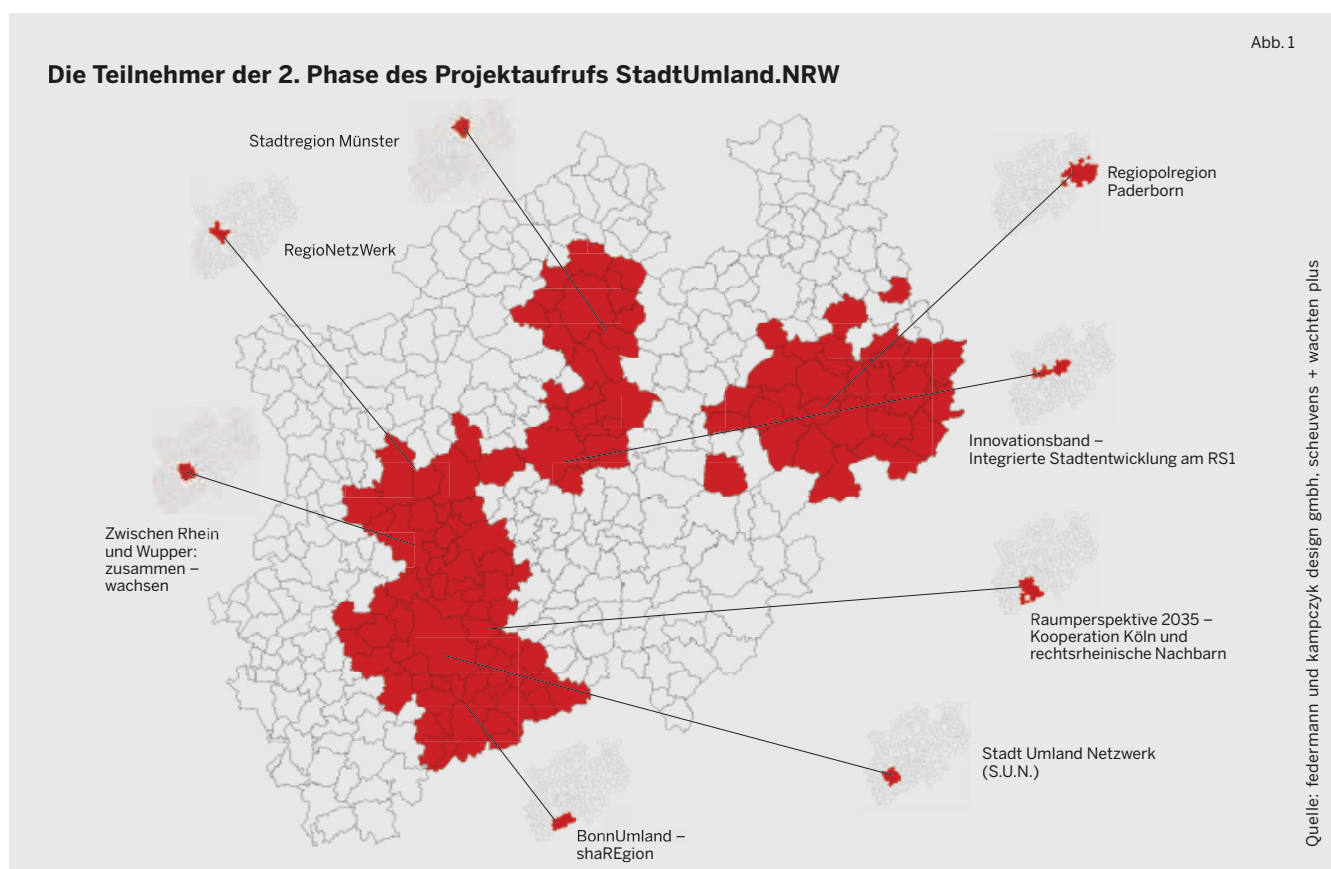 Abb. 1
Die Teilnehmer der 2. Phase des Projektaufrufs StadtUmland.NRW
Stadtregion Münster
RegioNetzWerk
Regiopolregion
Paderborn
Innovationsband –
Integrierte Stadtentwicklung am RS1
Zwischen Rhein
und Wupper:
zusammen –
wachsen
Raumperspektive 2035 –
Kooperation Köln und
rechtsrheinische Nachbarn
Stadt Umland Netzwerk
(S.U.N.)
BonnUmland –
shaREgion
Quelle: federmann und kampczyk design gmbh, scheuvens + wachten plus